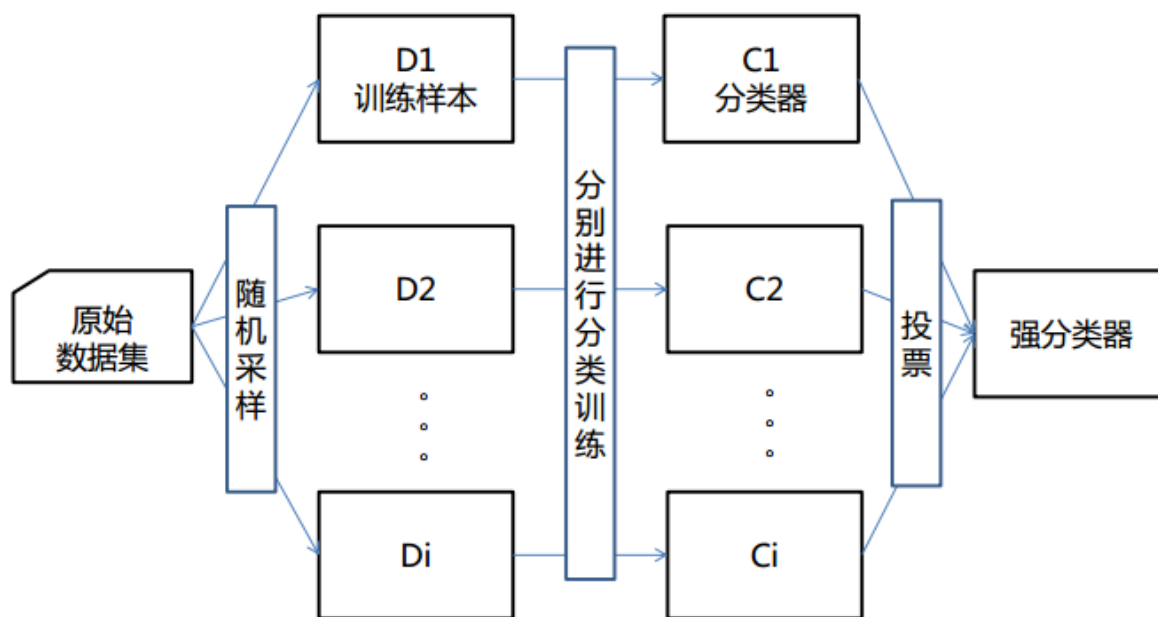 原始
数据集
随机采样
D1
训练样本
D2
Di
分别进行分类训练
C1
分类器
C2
Ci
投票
强分类器